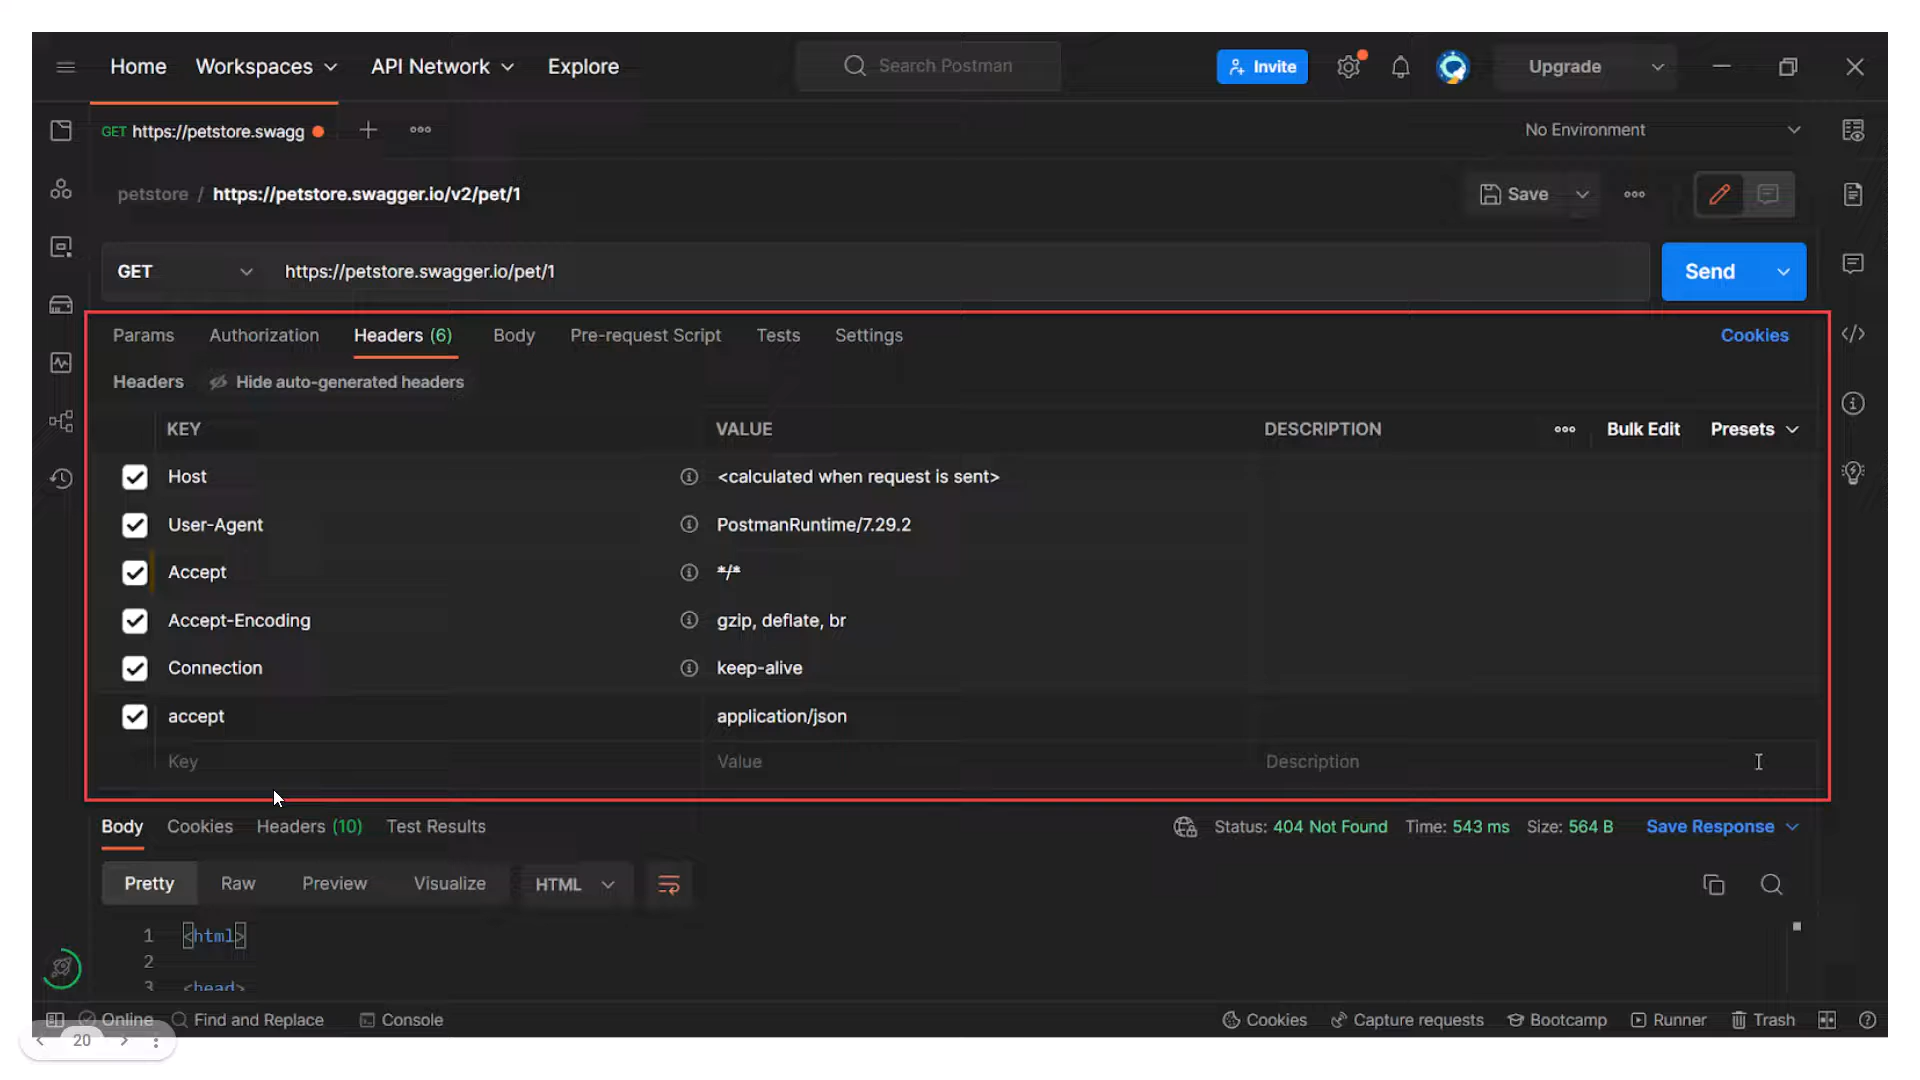 Home Workspaces API Network Explore Search Postman Invite Upgrade
GET https://petstore.swagg No Environment
petstore / https://petstore.swagger.io/v2/pet/1 Save
GET https://petstore.swagger.io/pet/1 Send
Params Authorization Headers (6) Body Pre-request Script Tests Settings Cookies
Headers Hide auto-generated headers
KEY VALUE DESCRIPTION Bulk Edit Presets
Host <calculated when request is sent>
User-Agent PostmanRuntime/7.29.2
Accept */*
Accept-Encoding gzip, deflate, br
Connection keep-alive
accept application/json
Key Value Description
Body Cookies Headers (10) Test Results Status: 404 Not Found Time: 543 ms Size: 564 B Save Response
Pretty Raw Preview Visualize HTML
1 <html>
2
3 <head>
Online Find and Replace Console Cookies Capture requests Bootcamp Runner Trash
20